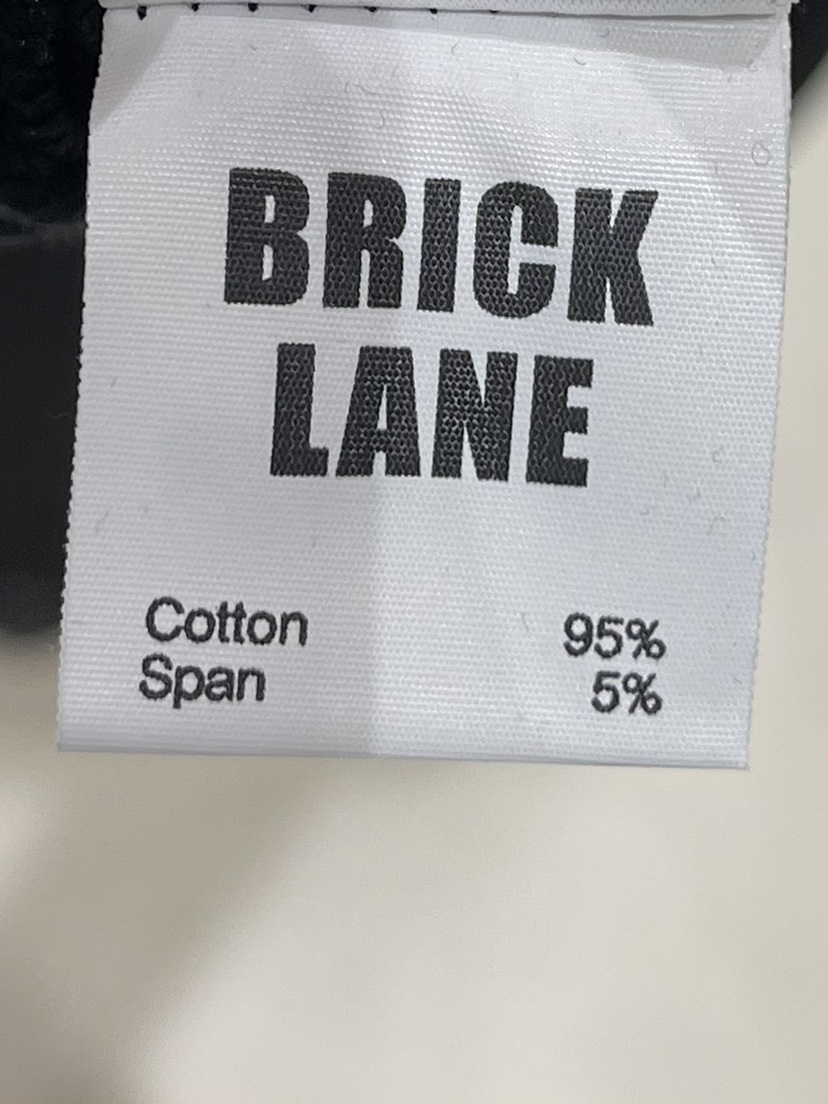 BRICK
LANE
Cotton 95%
Span 5%